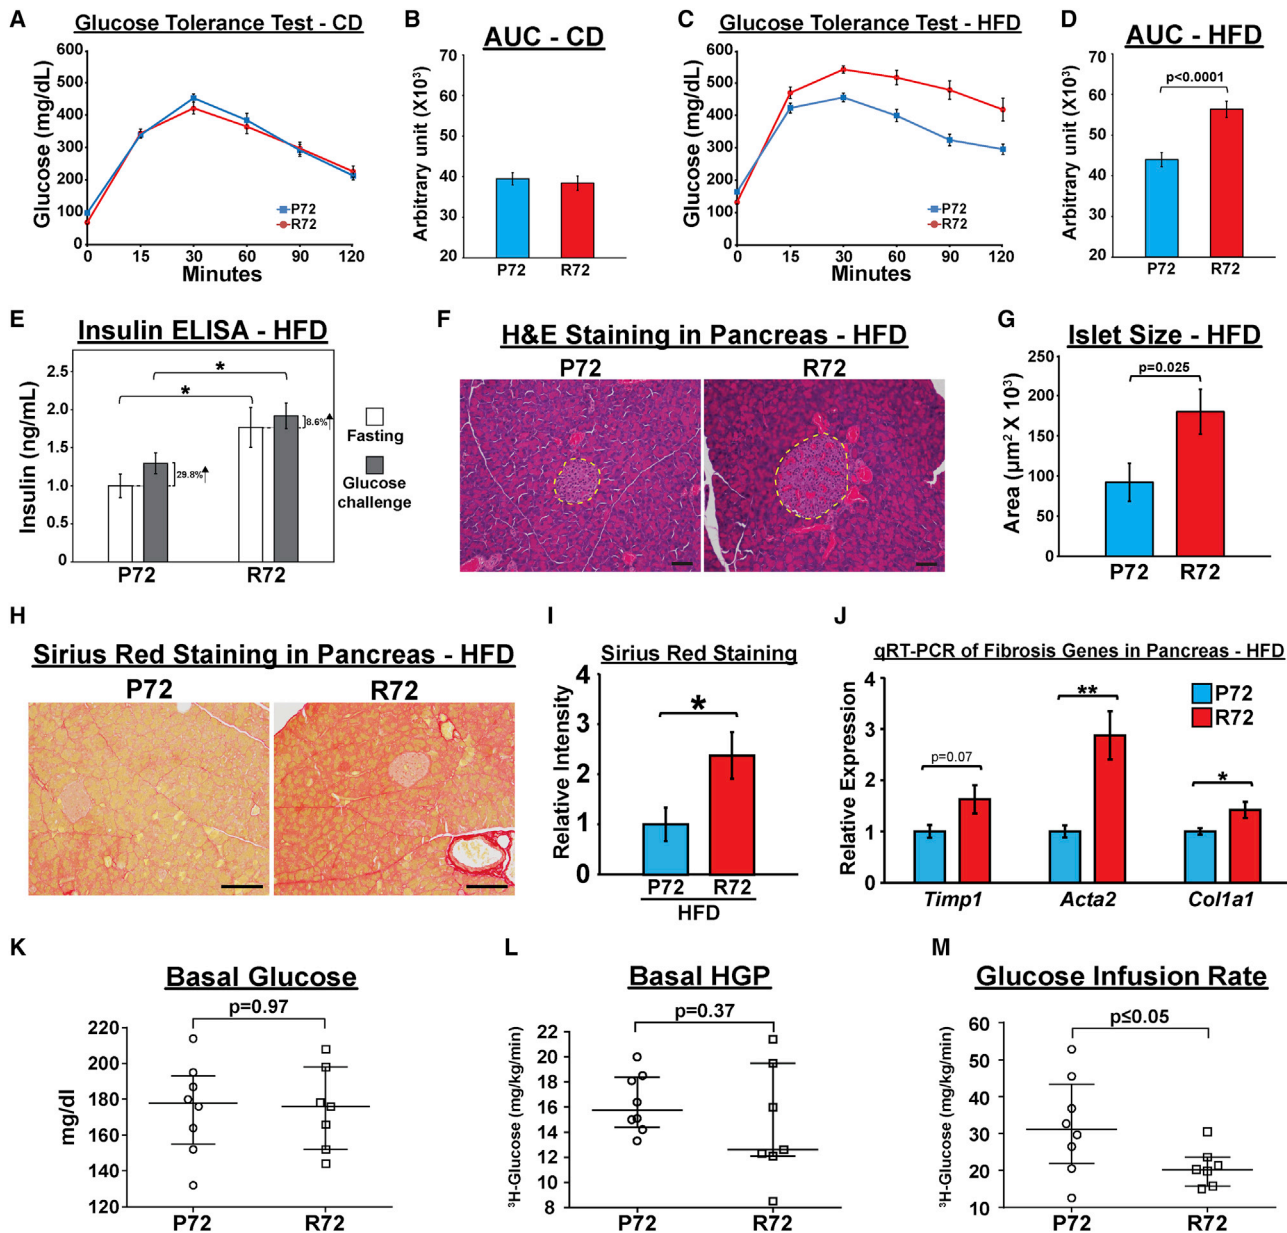 A
Glucose Tolerance Test - CD
Glucose (mg/dL)
600
500
400
300
200
100
0
0 15 30 60 90 120
Minutes
P72
R72
B
AUC - CD
Arbitrary unit (X10³)
70
60
50
40
30
20
P72 R72
C
Glucose Tolerance Test - HFD
Glucose (mg/dL)
600
500
400
300
200
100
0
0 15 30 60 90 120
Minutes
P72
R72
D
AUC - HFD
Arbitrary unit (X10³)
70
60
50
40
30
20
p<0.0001
P72 R72
E
Insulin ELISA - HFD
Insulin (ng/mL)
2.5
2.0
1.5
1.0
0.5
0
*
*
29.8%
8.6%
P72 R72
Fasting
Glucose
challenge
F
H&E Staining in Pancreas - HFD
P72 R72
G
Islet Size - HFD
Area (µm² X 10³)
250
200
150
100
50
0
p=0.025
P72 R72
H
Sirius Red Staining in Pancreas - HFD
P72 R72
I
Sirius Red Staining
Relative Intensity
4
3
2
1
0
*
P72 R72
HFD
J
qRT-PCR of Fibrosis Genes in Pancreas - HFD
Relative Expression
4
3
2
1
0
p=0.07
**
*
P72
R72
Timp1 Acta2 Col1a1
K
Basal Glucose
p=0.97
mg/dl
220
200
180
160
140
120
P72 R72
L
Basal HGP
p=0.37
³H-Glucose (mg/kg/min)
22
20
18
16
14
12
10
8
P72 R72
M
Glucose Infusion Rate
p≤0.05
³H-Glucose (mg/kg/min)
60
50
40
30
20
10
P72 R72